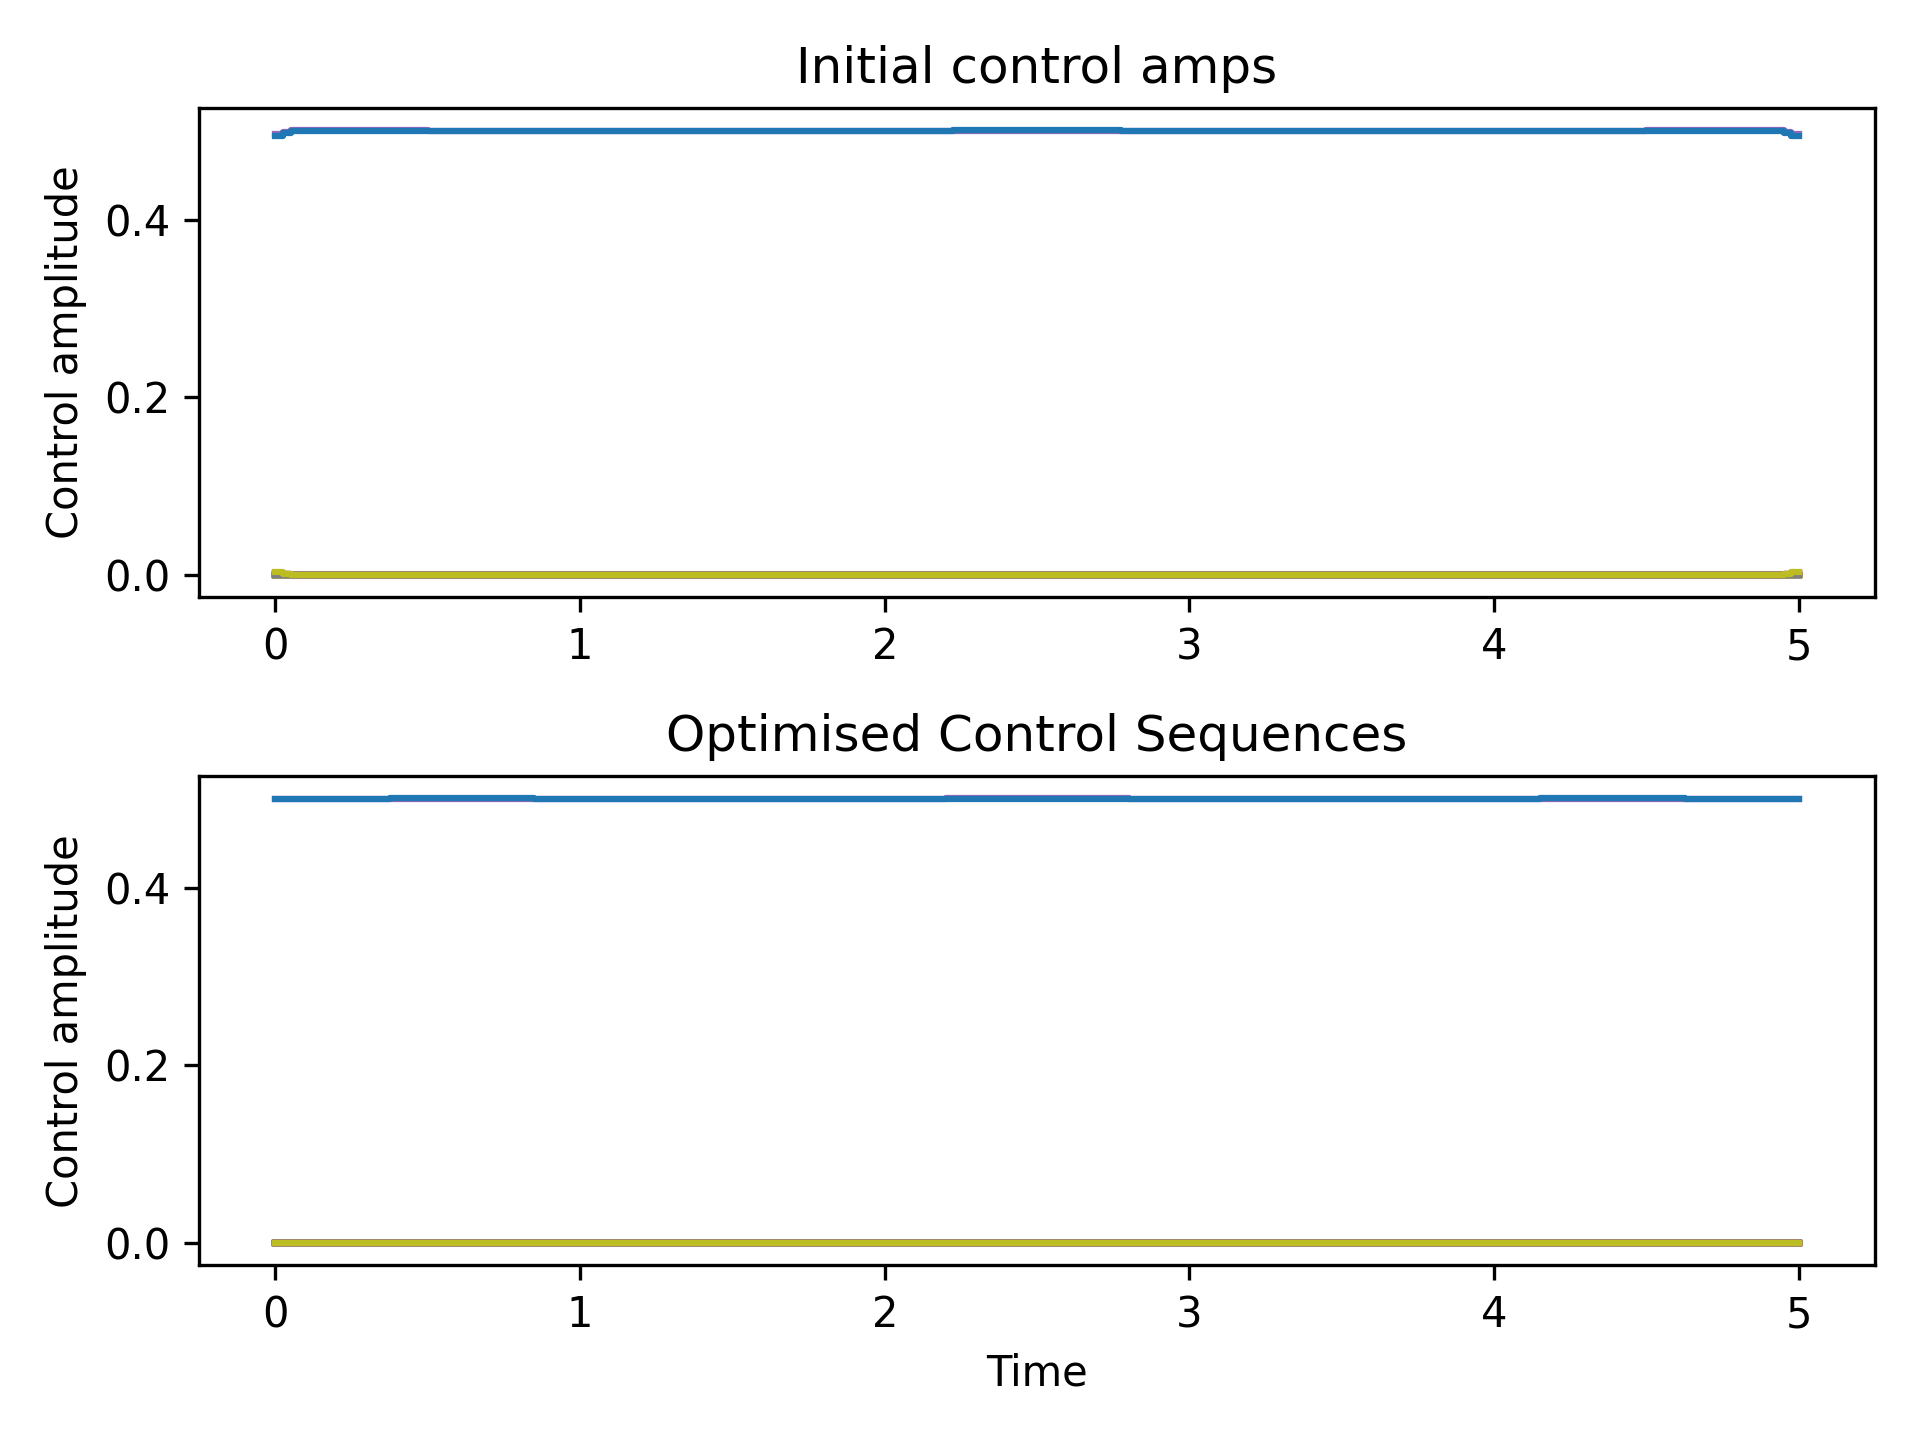 Initial control amps
Control amplitude
0.4
0.2
0.0
0 1 2 3 4 5
Optimised Control Sequences
Control amplitude
0.4
0.2
0.0
0 1 2 3 4 5
Time